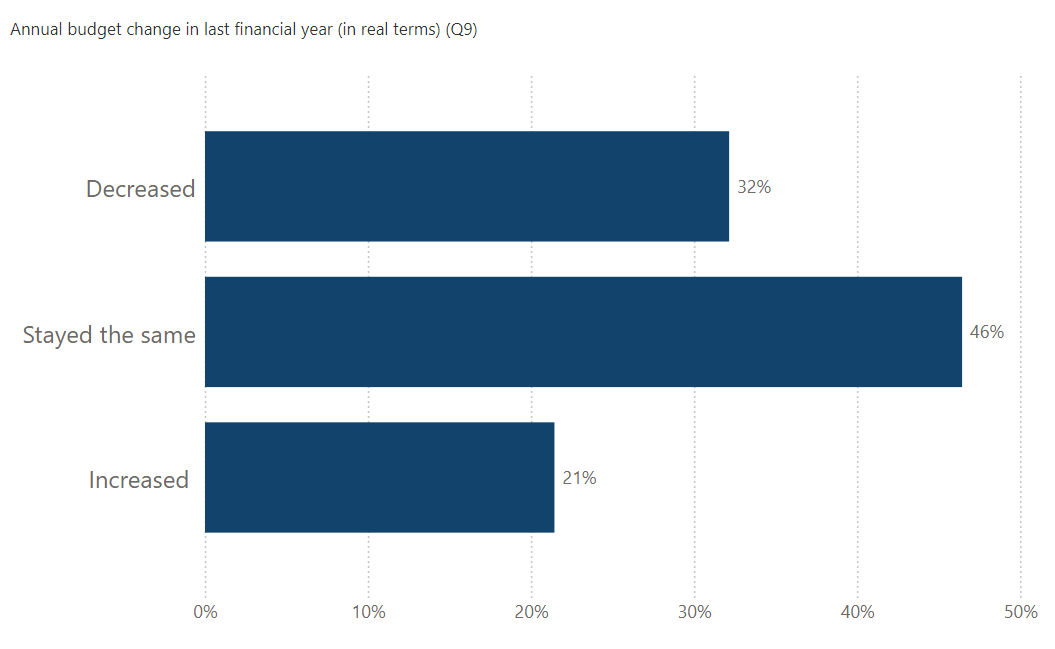 Annual budget change in last financial year (in real terms) (Q9)
Decreased
32%
Stayed the same
46%
Increased
21%
0% 10% 20% 30% 40% 50%